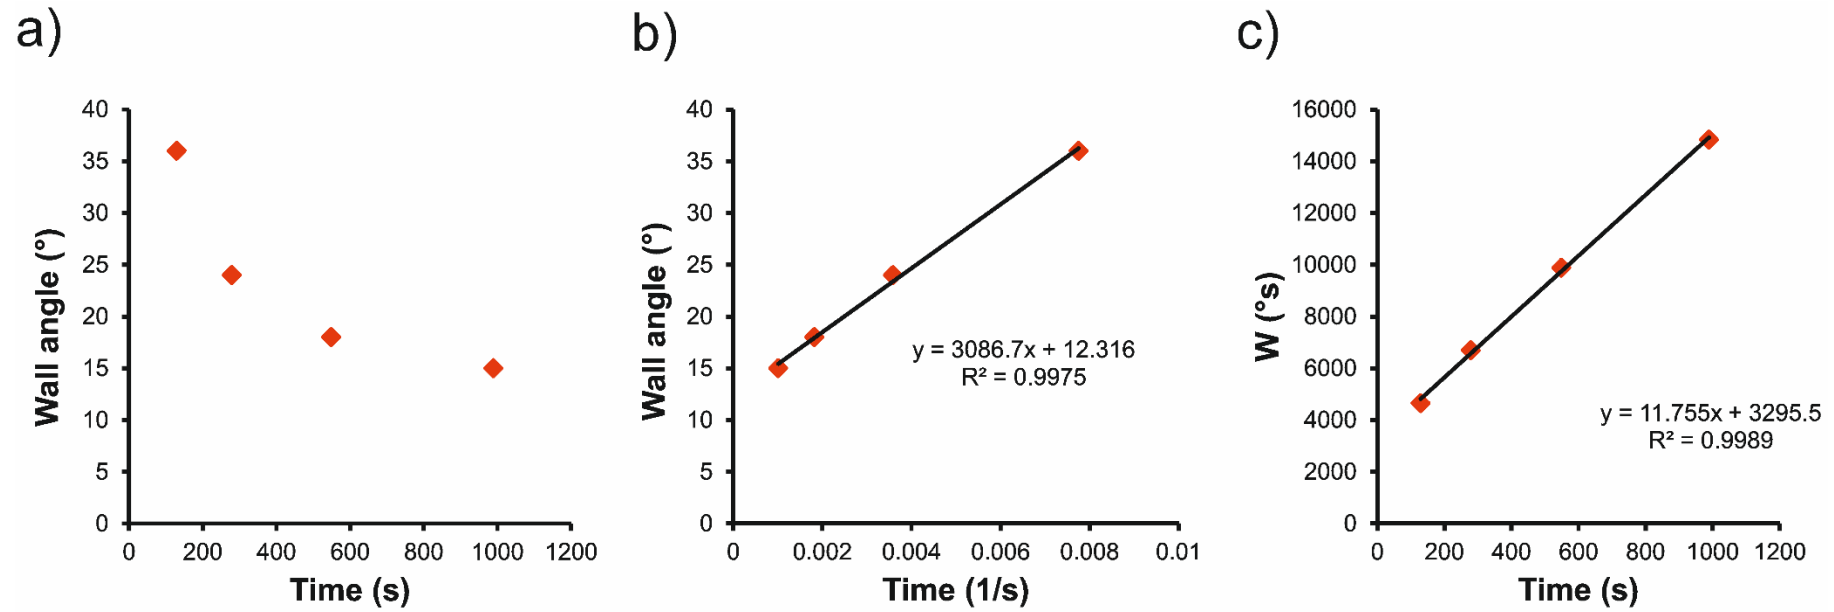 a)
40
35
30
25
20
15
10
5
0
Wall angle (°)
0 200 400 600 800 1000 1200
Time (s)
b)
40
35
30
25
20
15
10
5
0
Wall angle (°)
y = 3086.7x + 12.316
R² = 0.9975
0 0.002 0.004 0.006 0.008 0.01
Time (1/s)
c)
16000
14000
12000
10000
8000
6000
4000
2000
0
W (°s)
y = 11.755x + 3295.5
R² = 0.9989
0 200 400 600 800 1000 1200
Time (s)